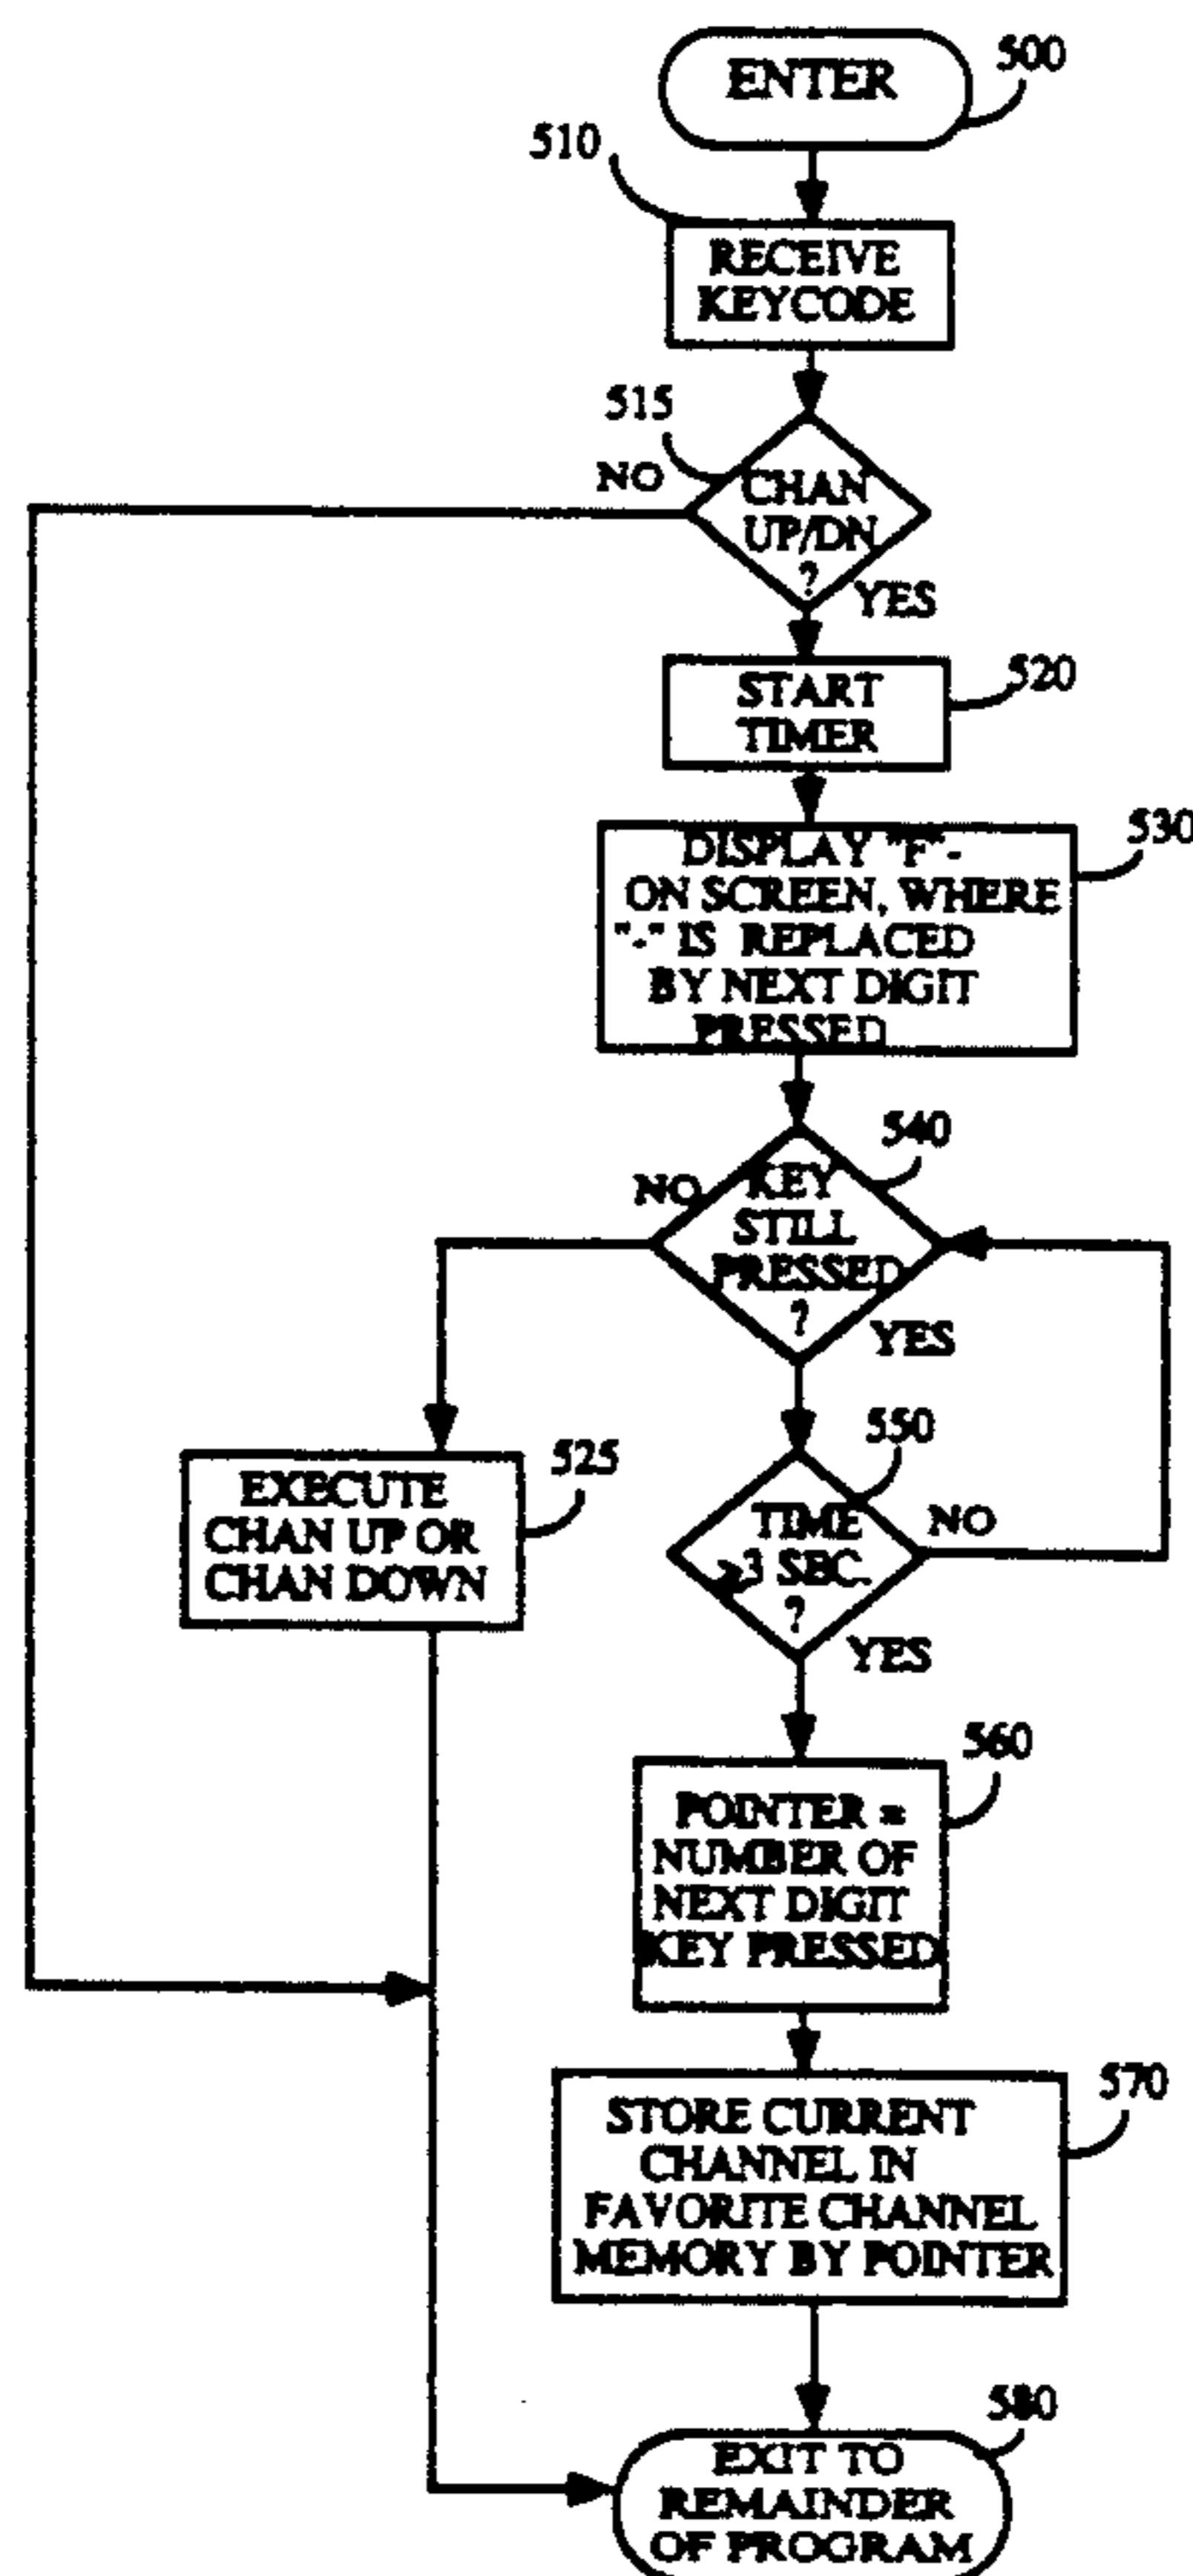 ENTER
500
510
RECEIVE
KEYCODE
515
NO
CHAN
UP/DN
?
YES
START
TIMER
520
DISPLAY "F"-
ON SCREEN, WHERE
"-" IS REPLACED
BY NEXT DIGIT
PRESSED
530
540
NO
KEY
STILL
PRESSED
?
YES
550
EXECUTE
CHAN UP OR
CHAN DOWN
525
TIME
≥3 SEC.
?
NO
YES
560
POINTER =
NUMBER OF
NEXT DIGIT
KEY PRESSED
570
STORE CURRENT
CHANNEL IN
FAVORITE CHANNEL
MEMORY BY POINTER
580
EXIT TO
REMAINDER
OF PROGRAM